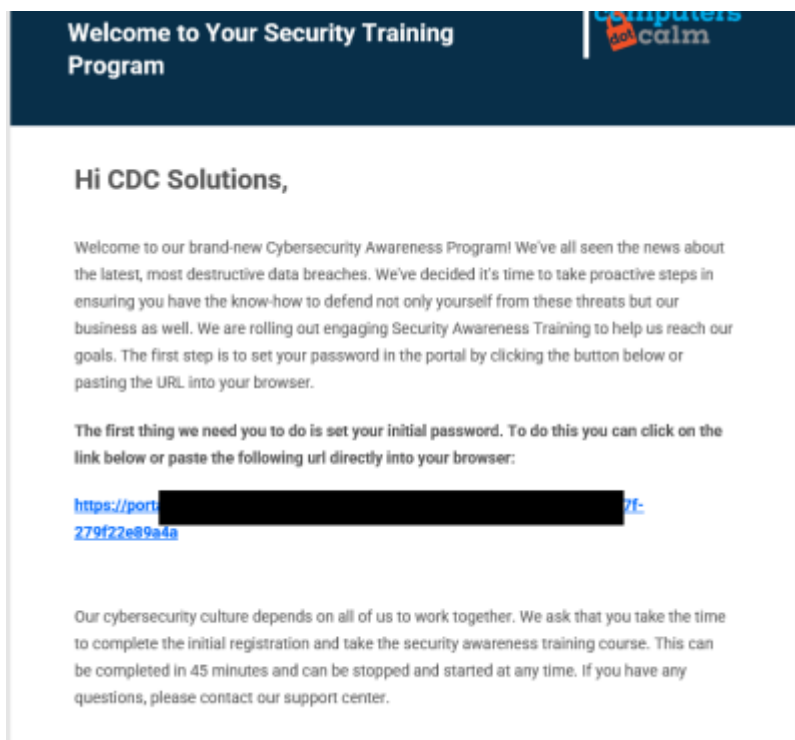 Welcome to Your Security Training
Program
computers
dot calm
Hi CDC Solutions,
Welcome to our brand-new Cybersecurity Awareness Program! We've all seen the news about
the latest, most destructive data breaches. We've decided it's time to take proactive steps in
ensuring you have the know-how to defend not only yourself from these threats but our
business as well. We are rolling out engaging Security Awareness Training to help us reach our
goals. The first step is to set your password in the portal by clicking the button below or
pasting the URL into your browser.
The first thing we need you to do is set your initial password. To do this you can click on the
link below or paste the following url directly into your browser:
https://port 7f-
279f22e89a4a
Our cybersecurity culture depends on all of us to work together. We ask that you take the time
to complete the initial registration and take the security awareness training course. This can
be completed in 45 minutes and can be stopped and started at any time. If you have any
questions, please contact our support center.